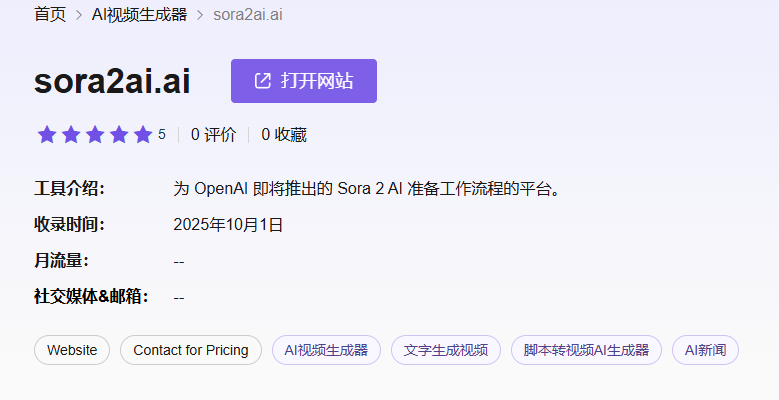 首页 > AI视频生成器 > sora2ai.ai
sora2ai.ai 打开网站
5 0 评价 0 收藏
工具介绍： 为 OpenAI 即将推出的 Sora 2 AI 准备工作流程的平台。
收录时间： 2025年10月1日
月流量： --
社交媒体&邮箱： --
Website Contact for Pricing AI视频生成器 文字生成视频 脚本转视频AI生成器 AI新闻